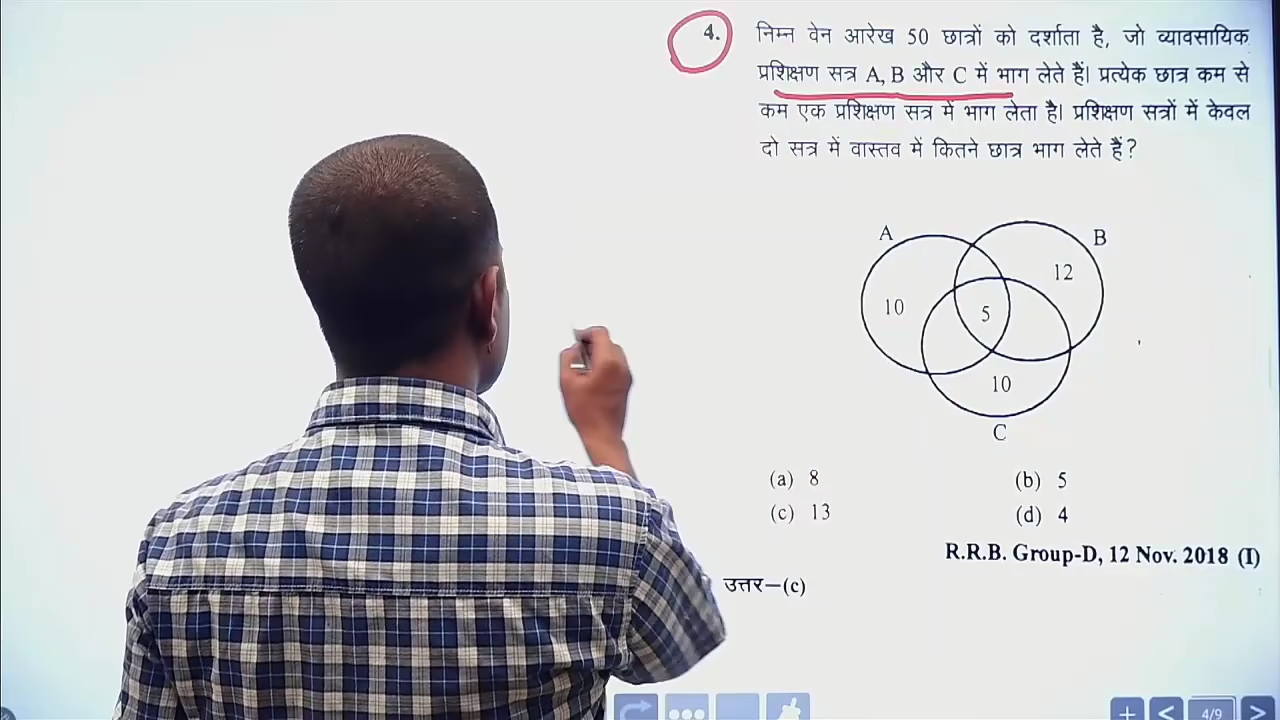 4. निम्न वेन आरेख 50 छात्रों को दर्शाता है, जो व्यावसायिक
प्रशिक्षण सत्र A, B और C में भाग लेते हैं। प्रत्येक छात्र कम से
कम एक प्रशिक्षण सत्र में भाग लेता है। प्रशिक्षण सत्रों में केवल
दो सत्र में वास्तव में कितने छात्र भाग लेते हैं?
A
B
12
10
5
10
C
(a) 8
(b) 5
(c) 13
(d) 4
R.R.B. Group-D, 12 Nov. 2018 (I)
उत्तर–(c)
4/9